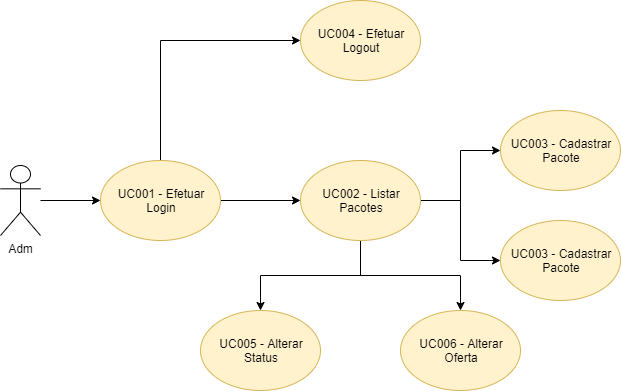 UC004 - Efetuar
Logout
UC003 - Cadastrar
Pacote
UC001 - Efetuar
Login
UC002 - Listar
Pacotes
Adm
UC003 - Cadastrar
Pacote
UC005 - Alterar
Status
UC006 - Alterar
Oferta